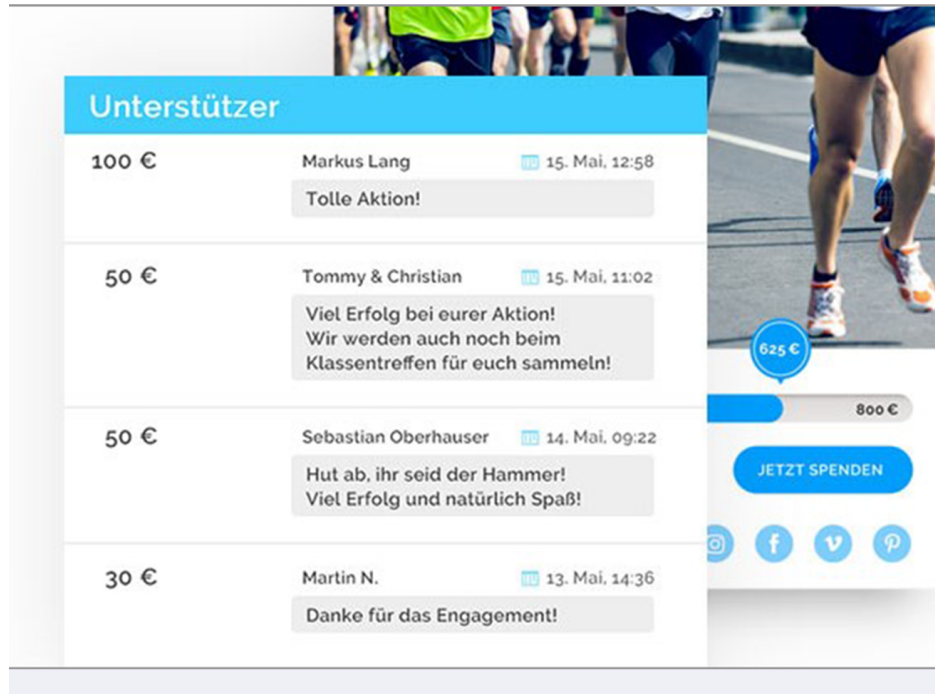 Unterstützer
100 €
Markus Lang
15. Mai, 12:58
Tolle Aktion!
50 €
Tommy & Christian
15. Mai, 11:02
Viel Erfolg bei eurer Aktion!
Wir werden auch noch beim
Klassentreffen für euch sammeln!
50 €
Sebastian Oberhauser
14. Mai, 09:22
Hut ab, ihr seid der Hammer!
Viel Erfolg und natürlich Spaß!
30 €
Martin N.
13. Mai, 14:36
Danke für das Engagement!
625 €
800 €
JETZT SPENDEN